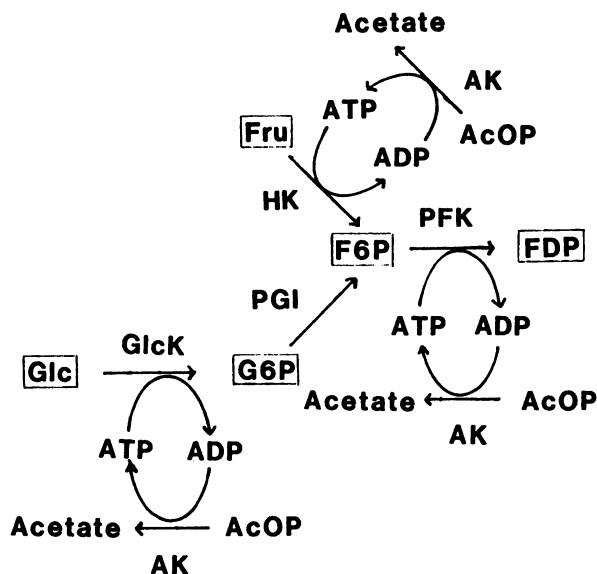 Acetate
AK
ATP
AcOP
Fru
ADP
HK
PFK
F6P
FDP
PGI
ATP ADP
GlcK
Glc
G6P
Acetate
AcOP
AK
ATP ADP
Acetate
AcOP
AK